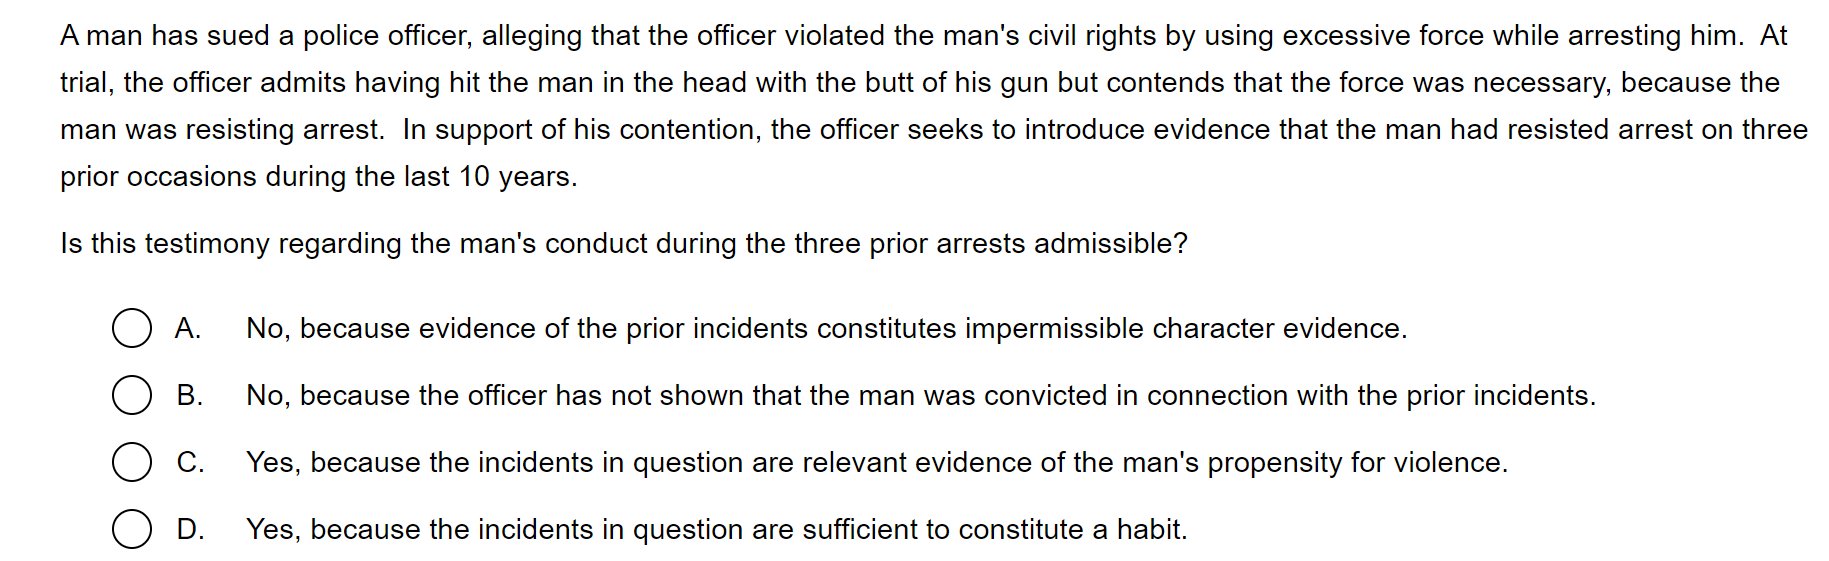 A man has sued a police officer, alleging that the officer violated the man's civil rights by using excessive force while arresting him.  At
trial, the officer admits having hit the man in the head with the butt of his gun but contends that the force was necessary, because the
man was resisting arrest.  In support of his contention, the officer seeks to introduce evidence that the man had resisted arrest on three
prior occasions during the last 10 years.
Is this testimony regarding the man's conduct during the three prior arrests admissible?
A. No, because evidence of the prior incidents constitutes impermissible character evidence.
B. No, because the officer has not shown that the man was convicted in connection with the prior incidents.
C. Yes, because the incidents in question are relevant evidence of the man's propensity for violence.
D. Yes, because the incidents in question are sufficient to constitute a habit.